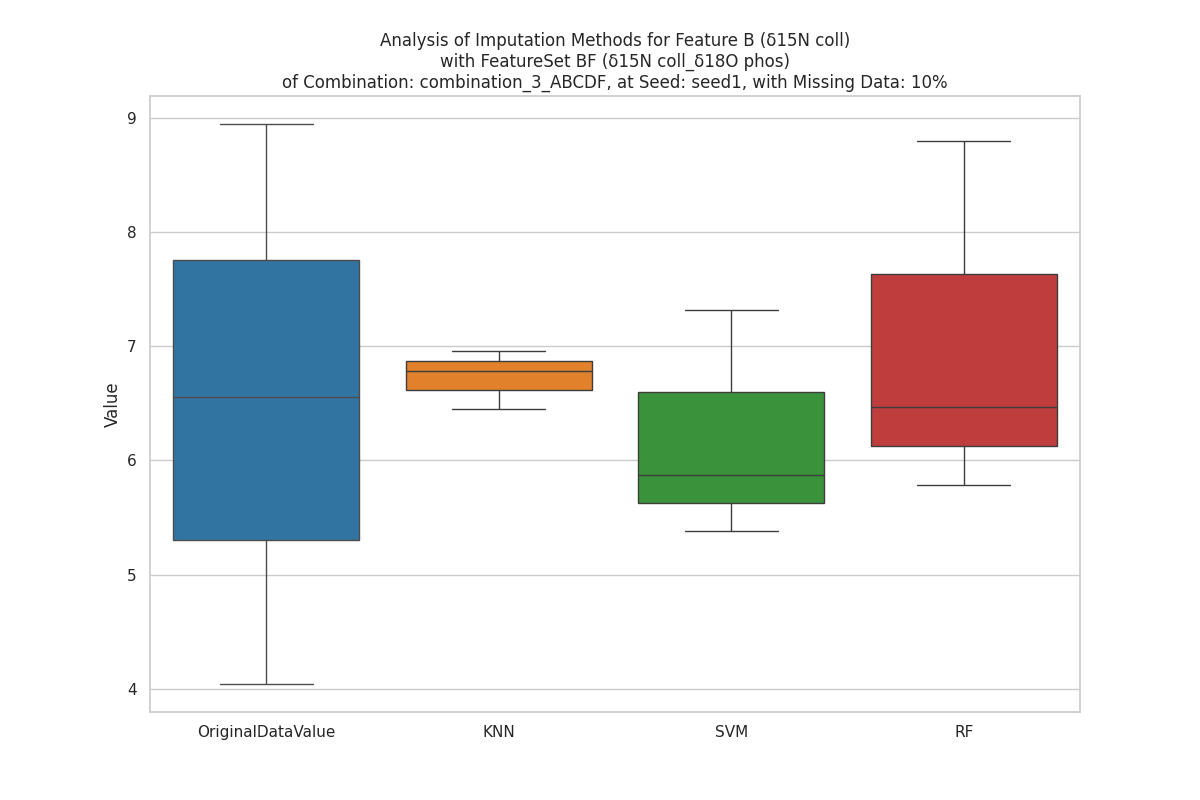 Analysis of Imputation Methods for Feature B (δ15N coll)
with FeatureSet BF (δ15N coll_δ18O phos)
of Combination: combination_3_ABCDF, at Seed: seed1, with Missing Data: 10%
9
8
7
6
5
4
Value
OriginalDataValue
KNN
SVM
RF